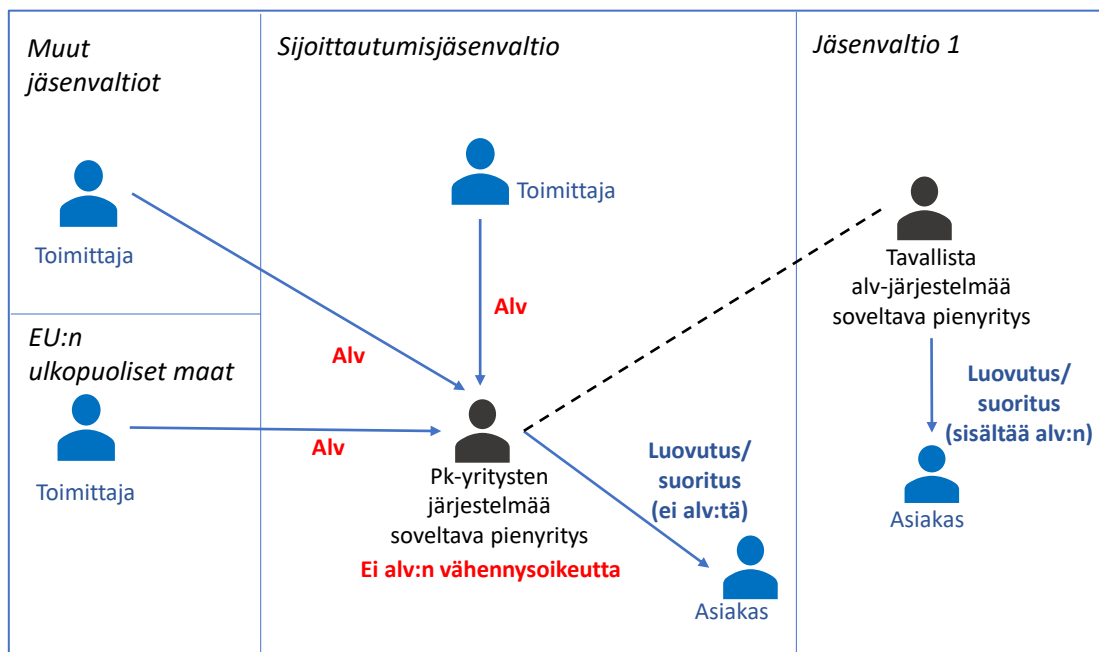 Muut
jäsenvaltiot
Toimittaja
EU:n
ulkopuoliset maat
Toimittaja
Sijoittautumisjäsenvaltio
Toimittaja
Alv
Alv
Alv
Pk-yritysten
järjestelmää
soveltava pienyritys
Ei alv:n vähennysoikeutta
Luovutus/
suoritus
(ei alv:tä)
Asiakas
Jäsenvaltio 1
Tavallista
alv-järjestelmää
soveltava pienyritys
Luovutus/
suoritus
(sisältää alv:n)
Asiakas